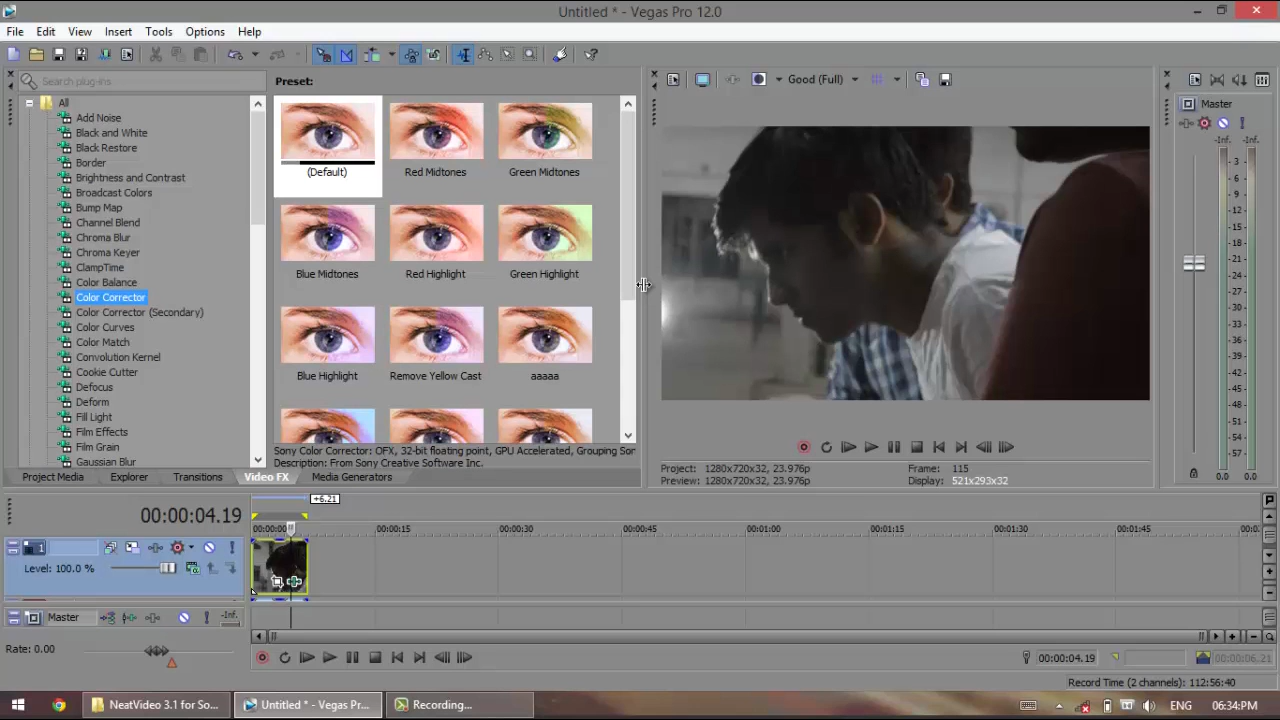 Untitled * - Vegas Pro 12.0
File Edit View Insert Tools Options Help
Search plug-ins
Preset:
Good (Full)
All
Add Noise
Black and White
Black Restore
Border
Brightness and Contrast
Broadcast Colors
Bump Map
Channel Blend
Chroma Blur
Chroma Keyer
ClampTime
Color Balance
Color Corrector
Color Corrector (Secondary)
Color Curves
Color Match
Convolution Kernel
Cookie Cutter
Defocus
Deform
Fill Light
Film Effects
Film Grain
Gaussian Blur
(Default) Red Midtones Green Midtones
Blue Midtones Red Highlight Green Highlight
Blue Highlight Remove Yellow Cast aaaaa
Sony Color Corrector: OFX, 32-bit floating point, GPU Accelerated, Grouping Son
Description: From Sony Creative Software Inc.
Project Media Explorer Transitions Video FX Media Generators
Project: 1280x720x32, 23.976p
Preview: 1280x720x32, 23.976p
Frame: 115
Display: 521x293x32
Master
-Inf. -Inf.
3
6
9
12
15
18
21
24
27
30
33
36
39
42
45
48
51
54
57
0.0 0.0
+6.21
00:00:04.19
00:00:00 00:00:15 00:00:30 00:00:45 00:01:00 00:01:15 00:01:30 00:01:45 00:0
1
Level: 100.0 %
Master
-Inf.
Rate: 0.00
00:00:04.19
00:00:06.21
Record Time (2 channels): 112:56:40
NeatVideo 3.1 for So...
Untitled * - Vegas Pr...
Recording...
ENG
06:34 PM